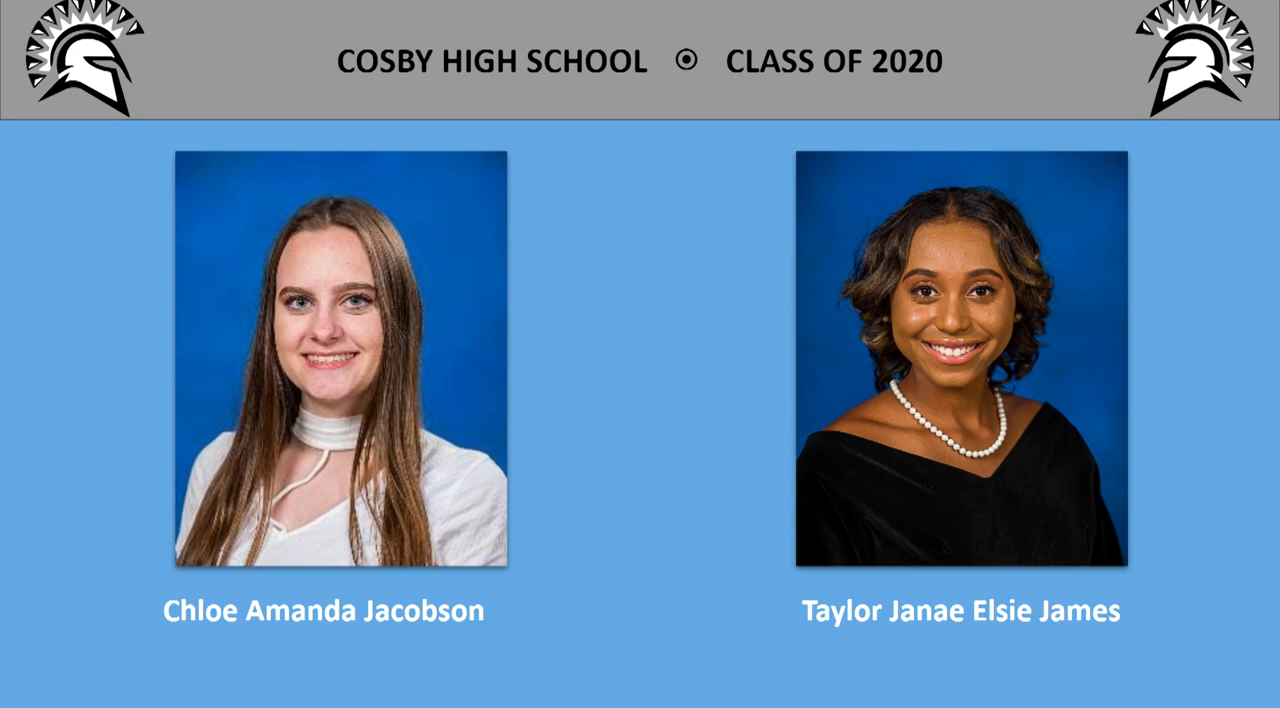 COSBY HIGH SCHOOL ⦿ CLASS OF 2020
Chloe Amanda Jacobson
Taylor Janae Elsie James